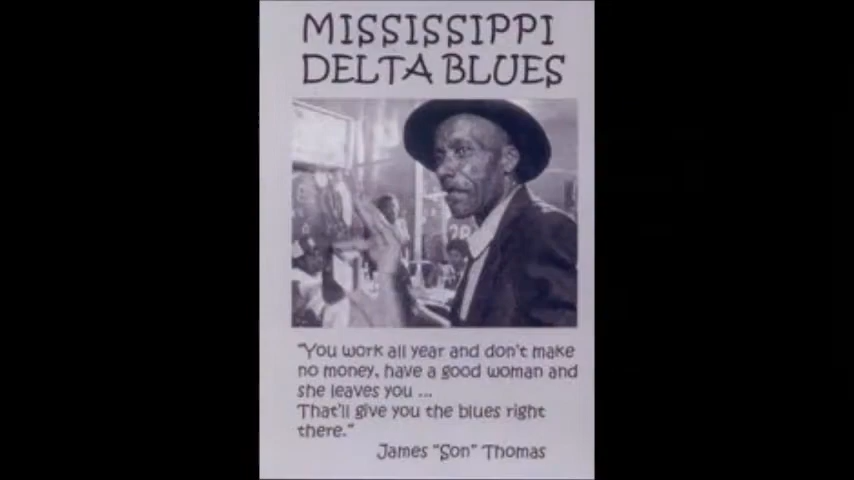 MISSISSIPPI
DELTA BLUES
28
"You work all year and don't make
no money, have a good woman and
she leaves you ...
That'll give you the blues right
there."
James "Son" Thomas